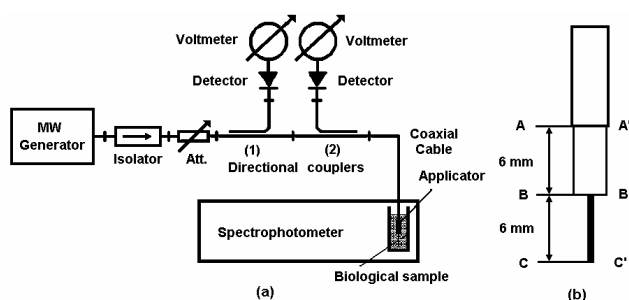 Voltmeter
Voltmeter
Detector
Detector
MW
Generator
Isolator
Att.
(1)
(2)
Directional
couplers
Coaxial
Cable
Applicator
Spectrophotometer
Biological sample
(a)
A
A'
6 mm
B
B
6 mm
C
C'
(b)